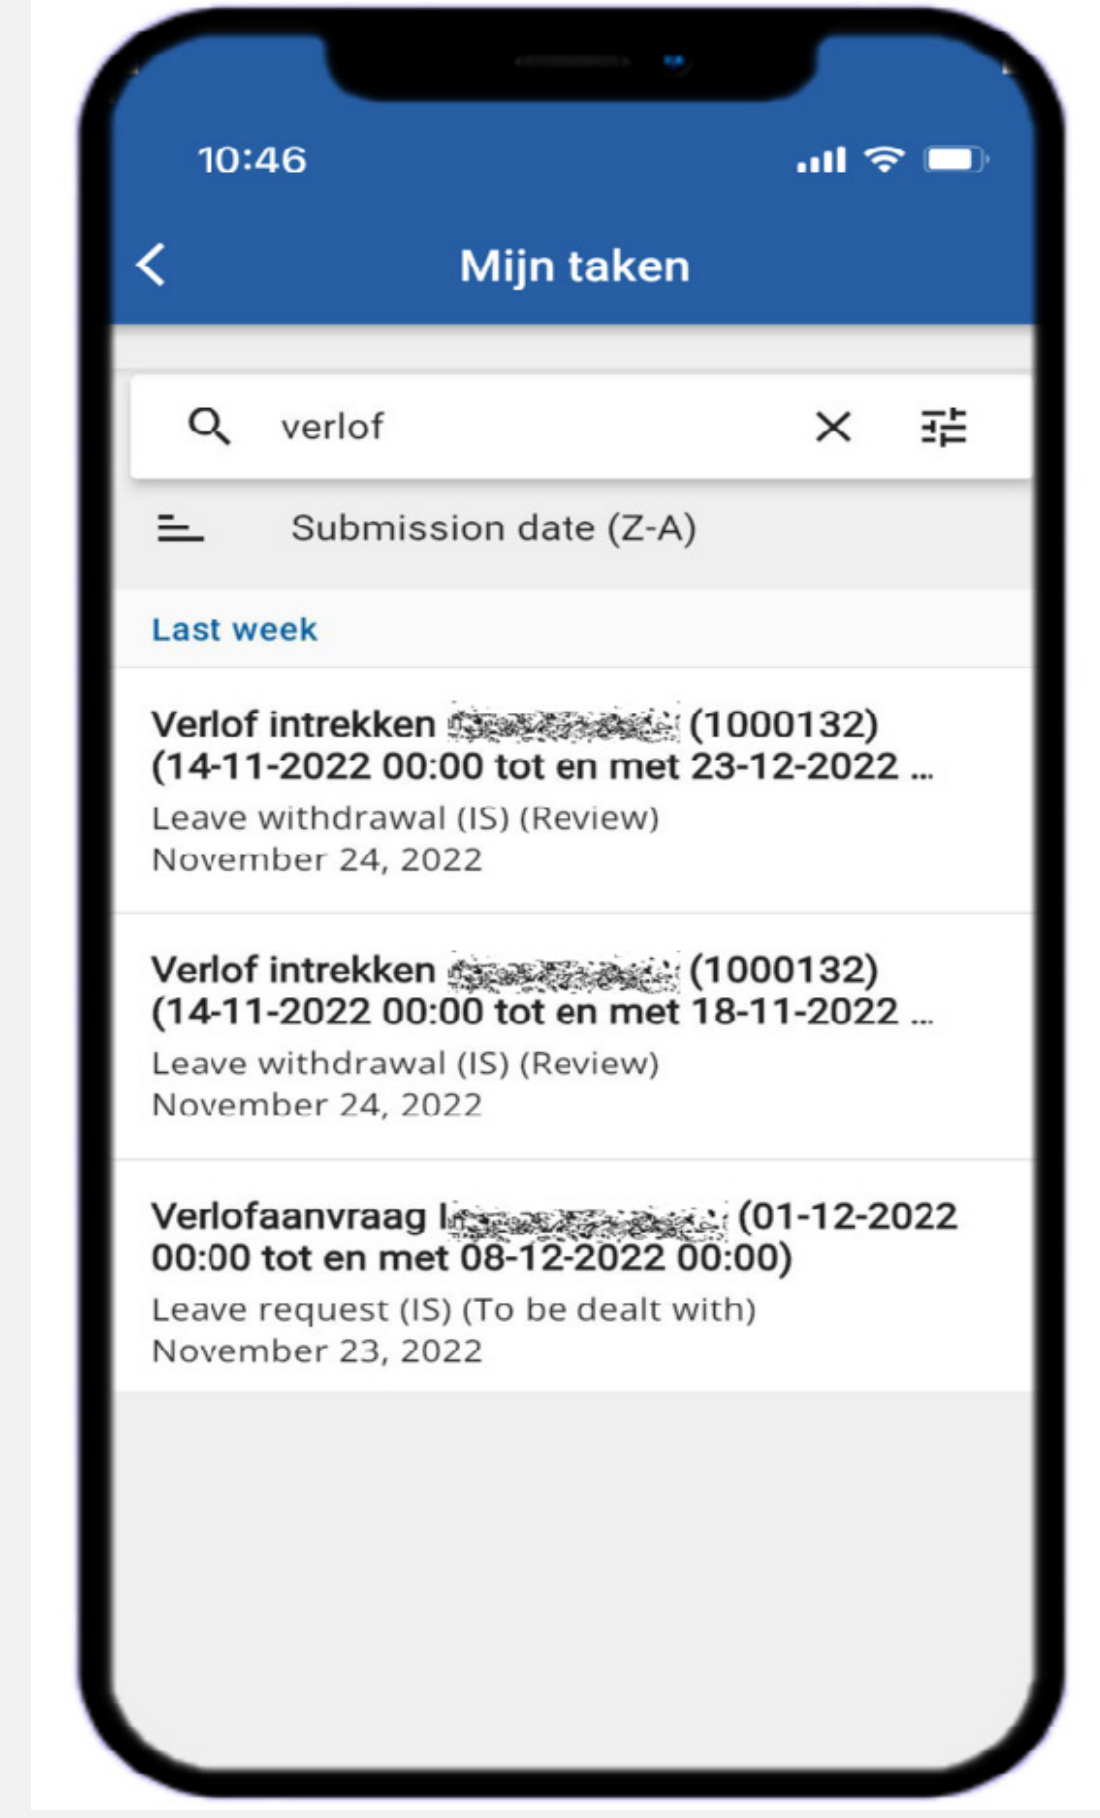 10:46
Mijn taken
verlof
Submission date (Z-A)
Last week
Verlof intrekken (1000132)
(14-11-2022 00:00 tot en met 23-12-2022 ...
Leave withdrawal (IS) (Review)
November 24, 2022
Verlof intrekken (1000132)
(14-11-2022 00:00 tot en met 18-11-2022 ...
Leave withdrawal (IS) (Review)
November 24, 2022
Verlofaanvraag (01-12-2022
00:00 tot en met 08-12-2022 00:00)
Leave request (IS) (To be dealt with)
November 23, 2022